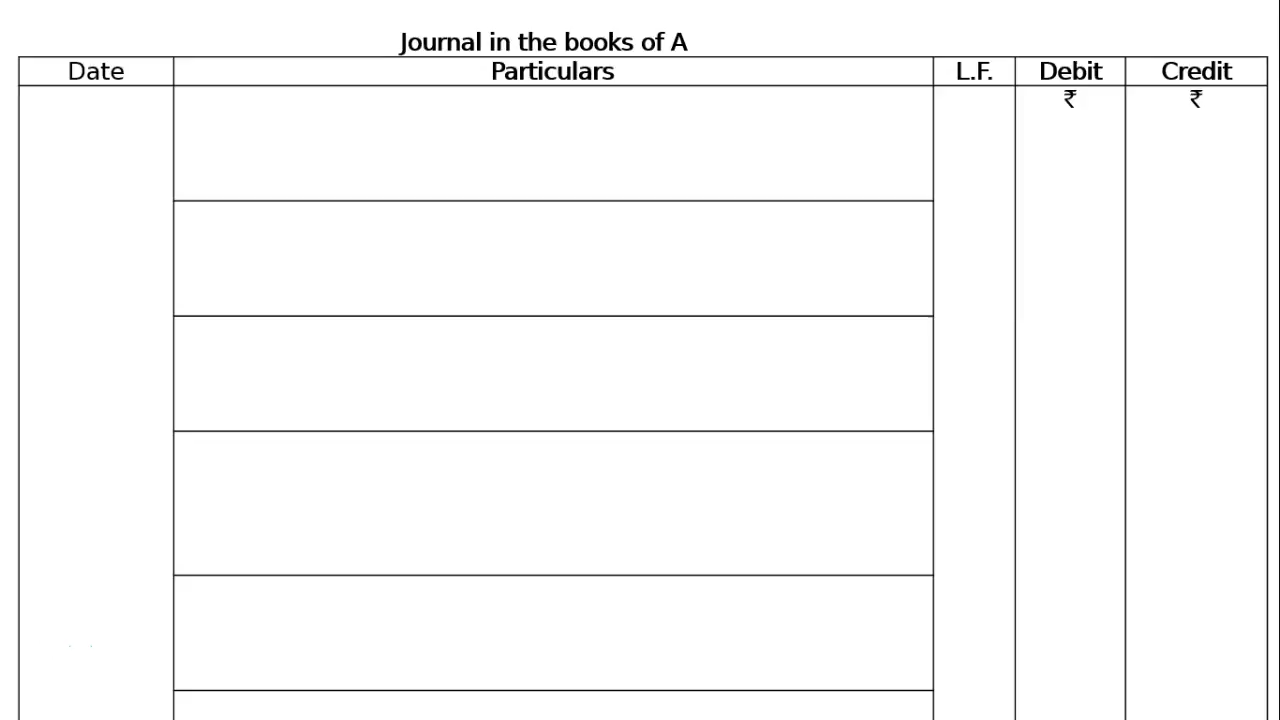 Journal in the books of A
Date Particulars L.F. Debit Credit
₹ ₹